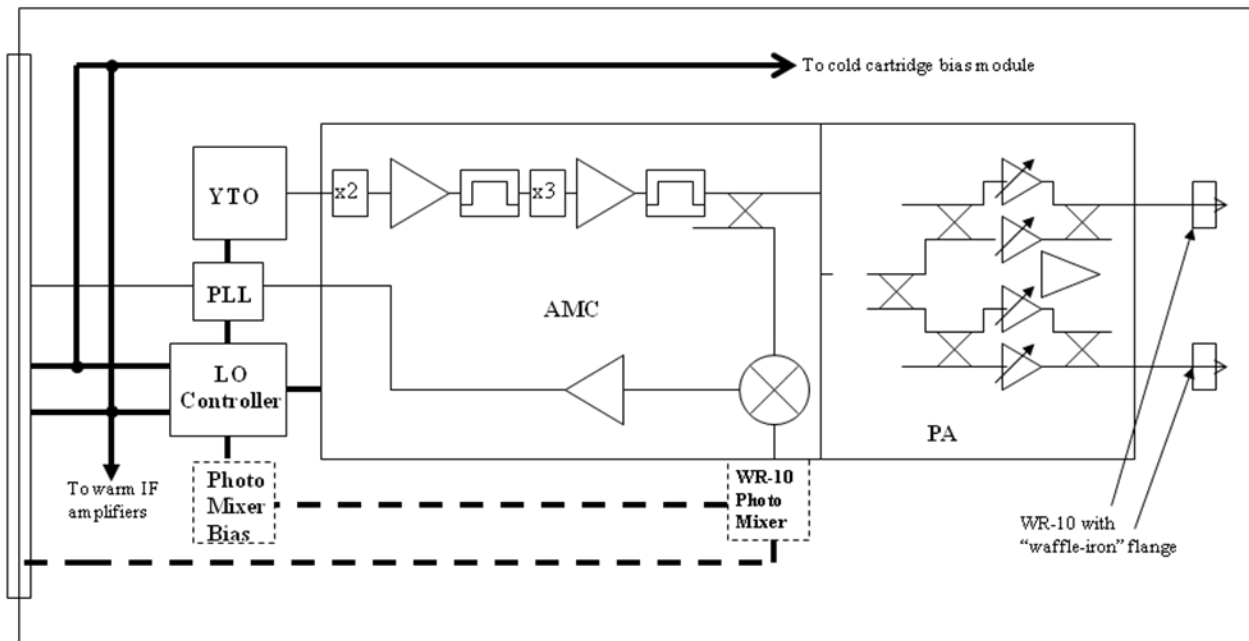 To cold cartridge bias module
YTO
x2
x3
PLL
AMC
LO
Controller
PA
To warm IF
amplifiers
Photo
Mixer
Bias
WR-10
Photo
Mixer
WR-10 with
“waffle-iron” flange